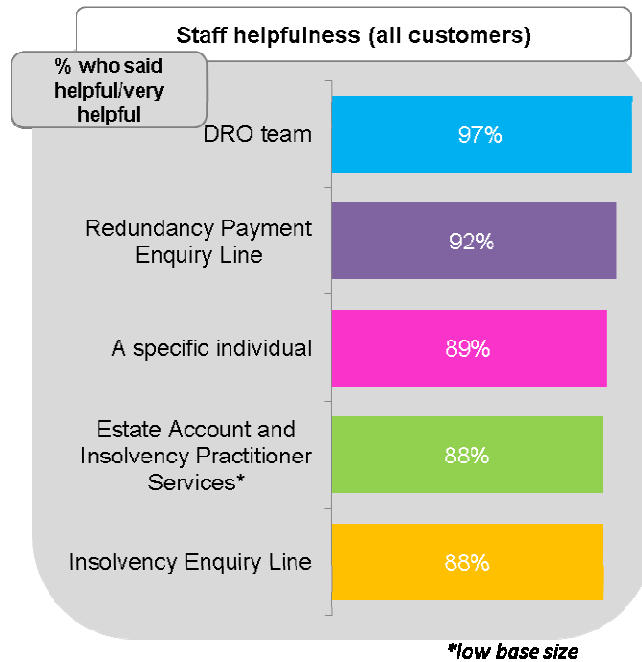 Staff helpfulness (all customers)
% who said
helpful/very
helpful
DRO team
97%
Redundancy Payment
Enquiry Line
92%
A specific individual
89%
Estate Account and
Insolvency Practitioner
Services*
88%
Insolvency Enquiry Line
88%
*low base size